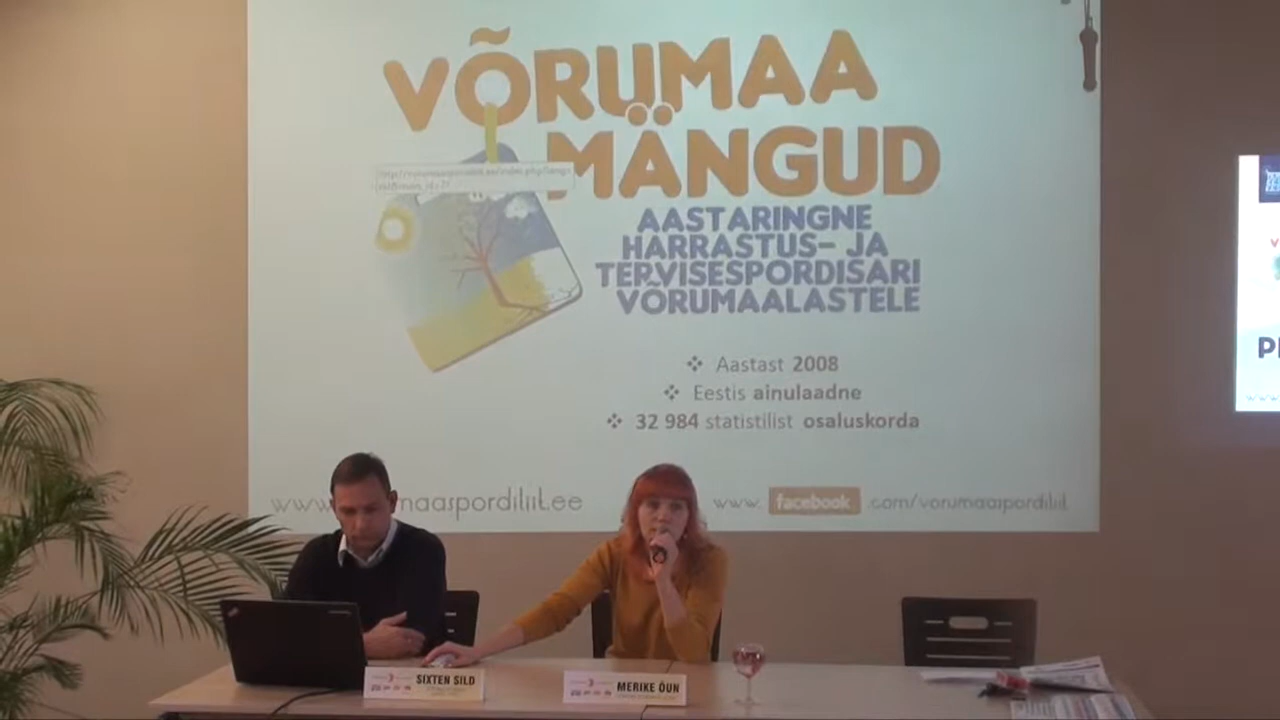 VÕRUMAA
MÄNGUD
AASTARINGNE
HARRASTUS- JA
TERVISESPORDISARI
VÕRUMAALASTELE
❖ Aastast 2008
❖ Eestis ainulaadne
❖ 32 984 statistilist osaluskorda
www. maaspordiliit.ee
www. facebook .com/vorumaaspordiliit
SIXTEN SILD
MERIKE ÕUN